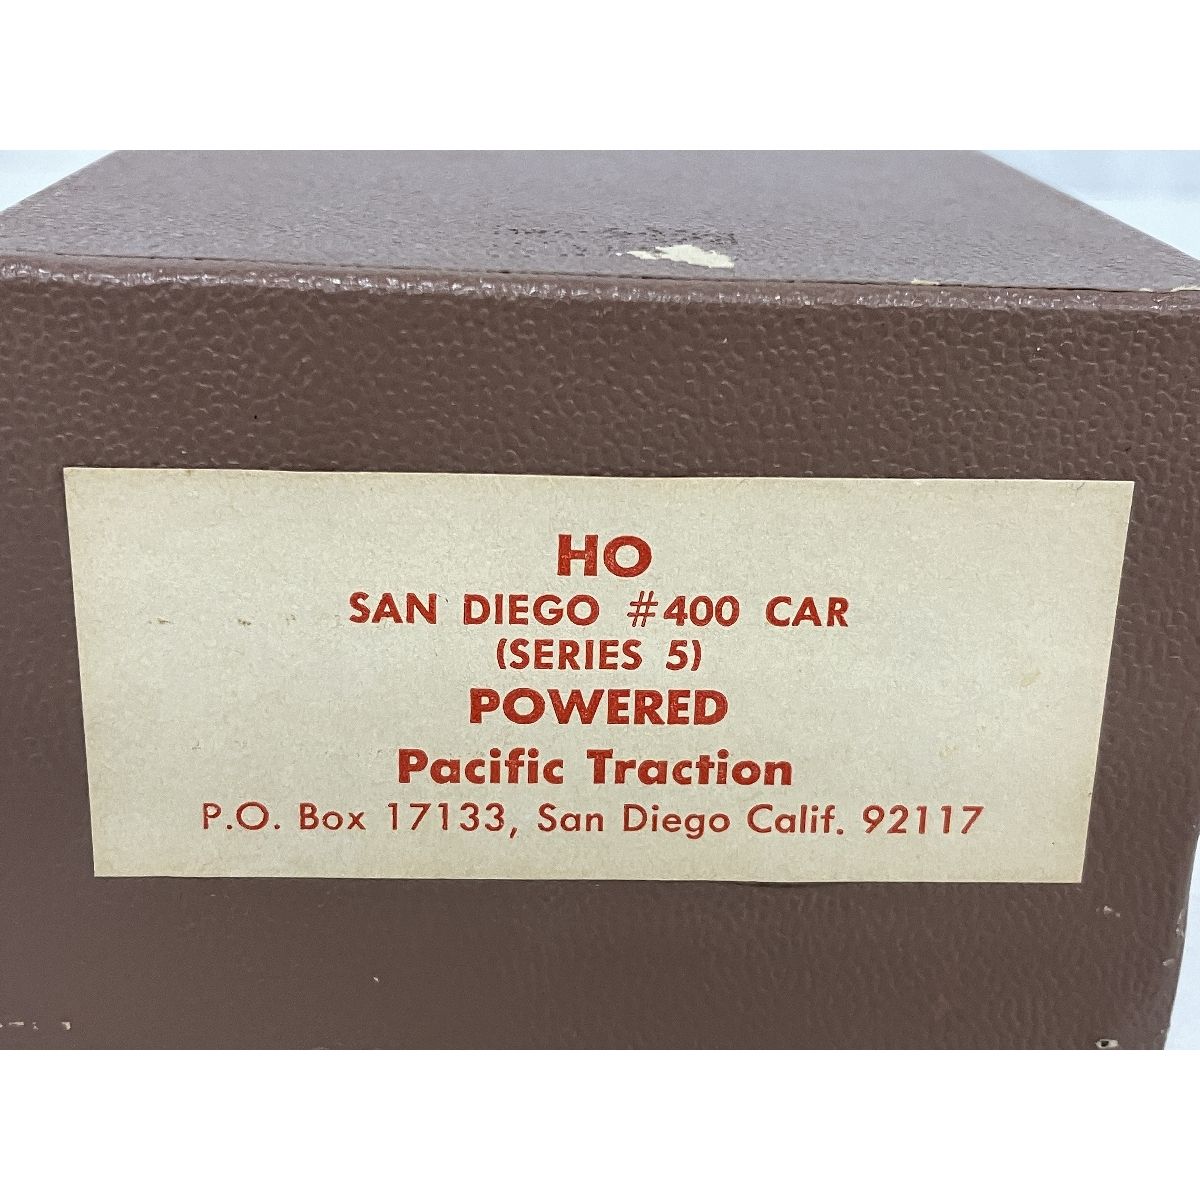 HO
SAN DIEGO #400 CAR
(SERIES 5)
POWERED
Pacific Traction
P.O. Box 17133, San Diego Calif. 92117